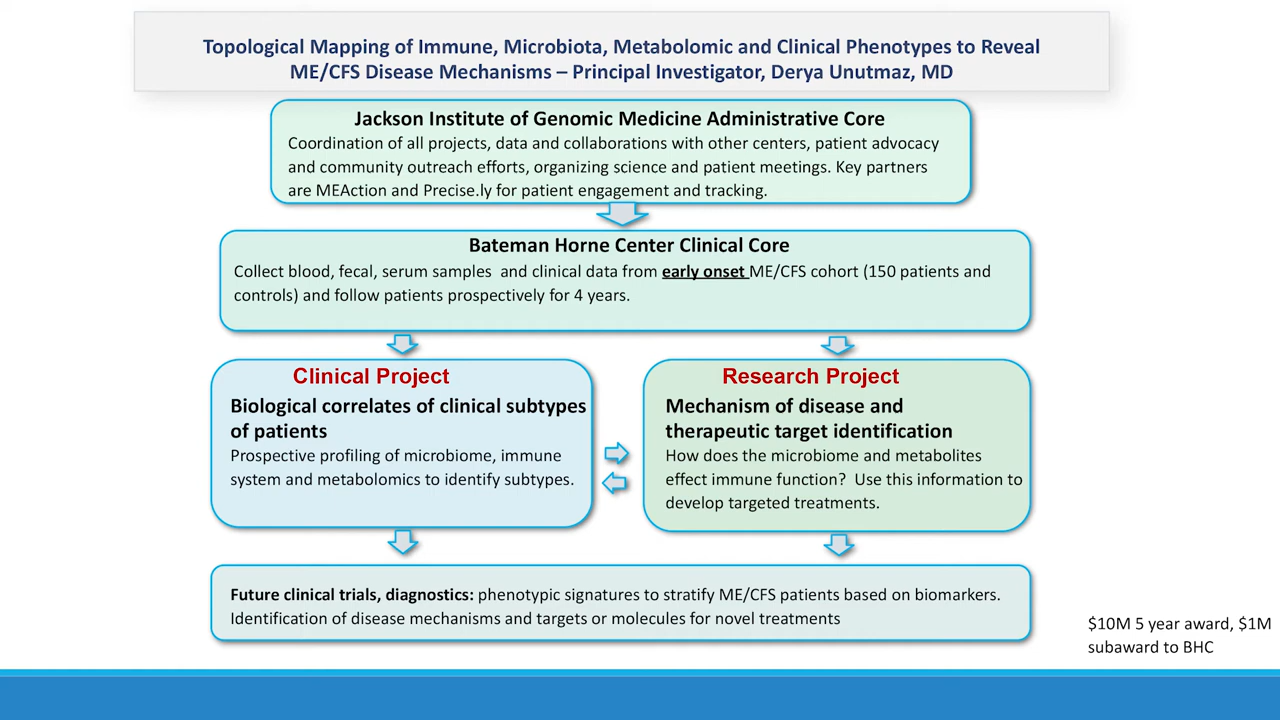 Topological Mapping of Immune, Microbiota, Metabolomic and Clinical Phenotypes to Reveal
ME/CFS Disease Mechanisms – Principal Investigator, Derya Unutmaz, MD
Jackson Institute of Genomic Medicine Administrative Core
Coordination of all projects, data and collaborations with other centers, patient advocacy
and community outreach efforts, organizing science and patient meetings. Key partners
are MEAction and Precise.ly for patient engagement and tracking.
Bateman Horne Center Clinical Core
Collect blood, fecal, serum samples and clinical data from early onset ME/CFS cohort (150 patients and
controls) and follow patients prospectively for 4 years.
Clinical Project
Biological correlates of clinical subtypes
of patients
Prospective profiling of microbiome, immune
system and metabolomics to identify subtypes.
Research Project
Mechanism of disease and
therapeutic target identification
How does the microbiome and metabolites
effect immune function? Use this information to
develop targeted treatments.
Future clinical trials, diagnostics: phenotypic signatures to stratify ME/CFS patients based on biomarkers.
Identification of disease mechanisms and targets or molecules for novel treatments
$10M 5 year award, $1M
subaward to BHC